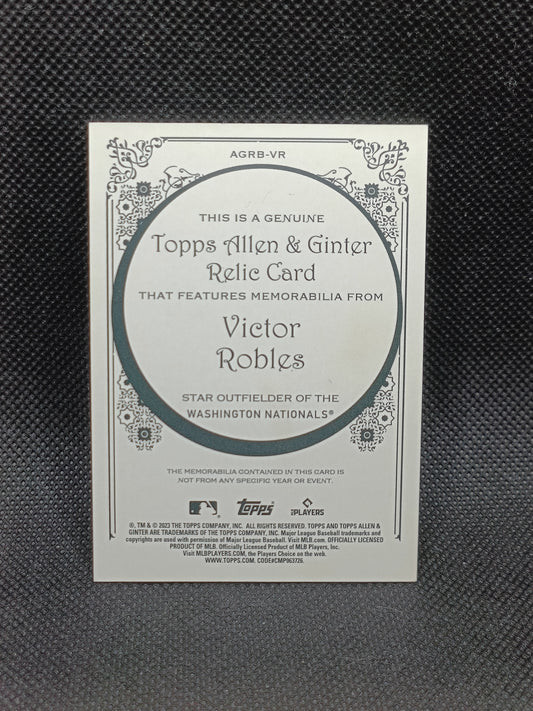 AGRB-VR
THIS IS A GENUINE
Topps Allen & Ginter
Relic Card
THAT FEATURES MEMORABILIA FROM
Victor
Robles
STAR OUTFIELDER OF THE
WASHINGTON NATIONALS®
THE MEMORABILIA CONTAINED IN THIS CARD IS
NOT FROM ANY SPECIFIC YEAR OR EVENT.
Topps
PLAYERS
®, TM & © 2023 THE TOPPS COMPANY, INC. ALL RIGHTS RESERVED. TOPPS AND TOPPS ALLEN &
GINTER ARE TRADEMARKS OF THE TOPPS COMPANY, INC. Major League Baseball trademarks and
copyrights are used with permission of Major League Baseball. Visit MLB.com. OFFICIALLY LICENSED
PRODUCT OF MLB. Officially Licensed Product of MLB Players, Inc.
Visit MLBPLAYERS.COM, the Players Choice on the web.
WWW.TOPPS.COM. CODE#CMP963726.